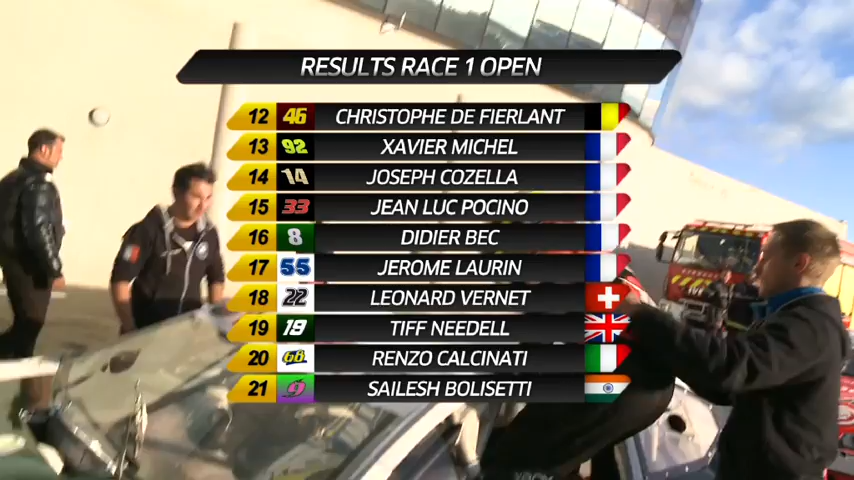 RESULTS RACE 1 OPEN
12 46 CHRISTOPHE DE FIERLANT
13 92 XAVIER MICHEL
14 14 JOSEPH COZELLA
15 33 JEAN LUC POCINO
16 8 DIDIER BEC
17 55 JEROME LAURIN
18 22 LEONARD VERNET
19 19 TIFF NEEDELL
20 66 RENZO CALCINATI
21 9 SAILESH BOLISETTI